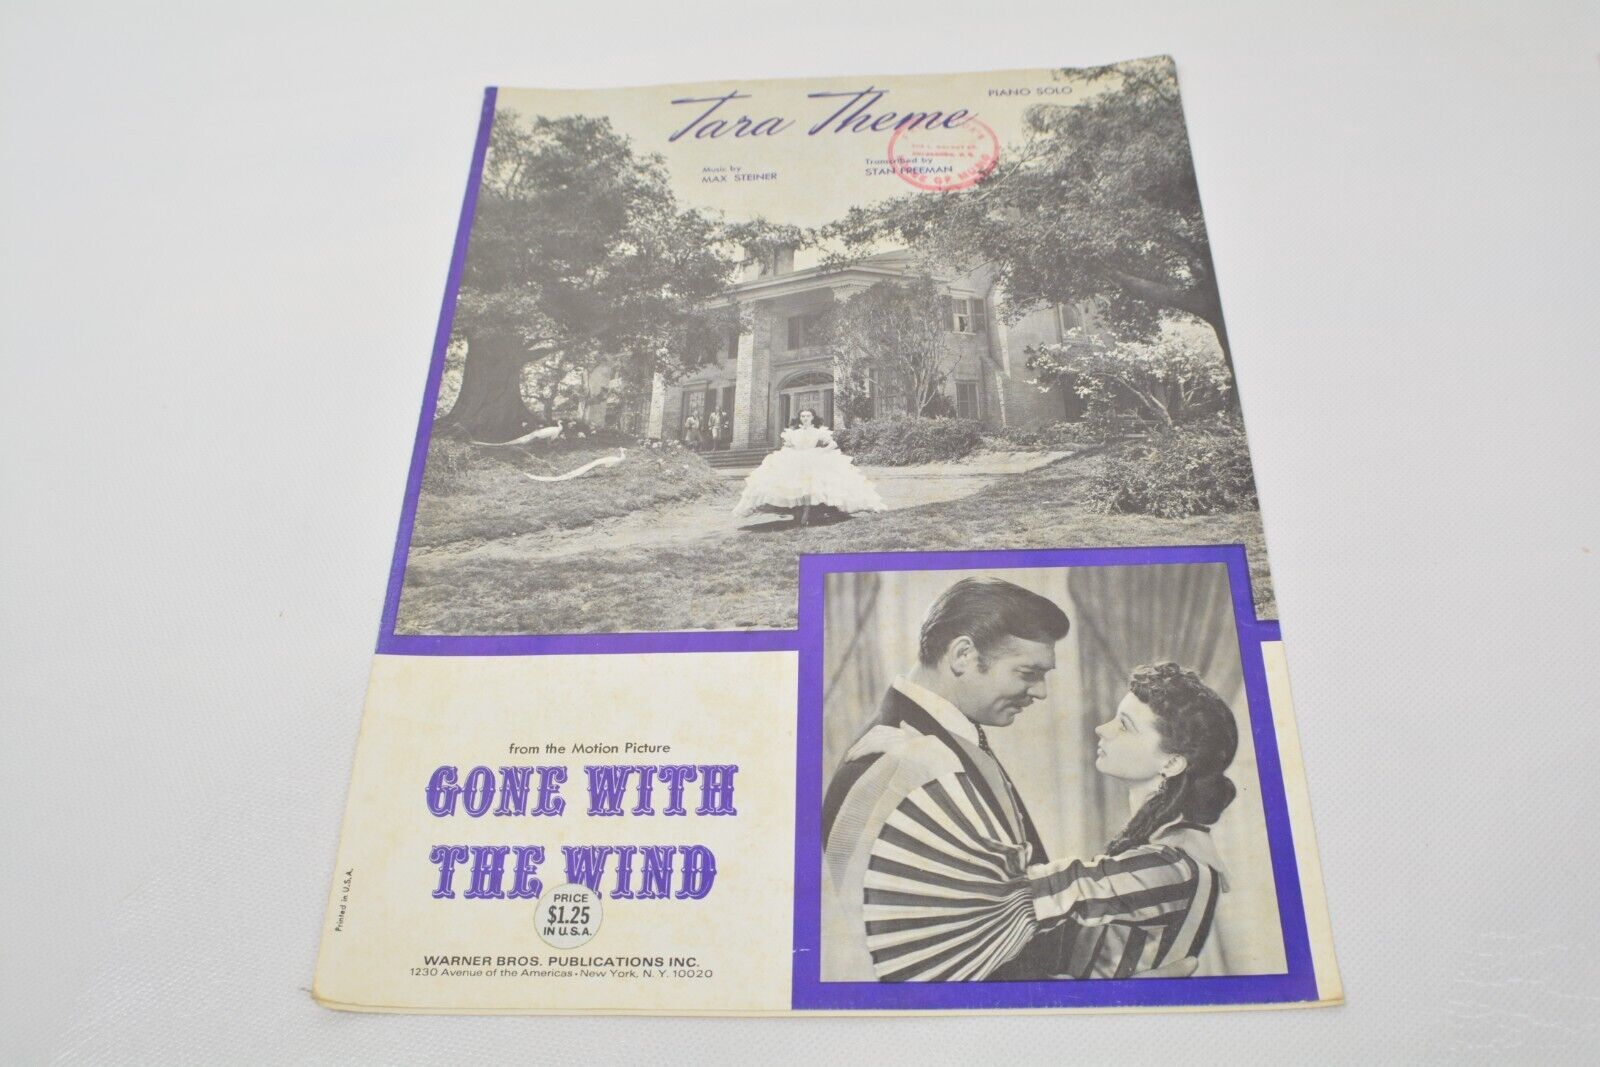 Tara Theme
PIANO SOLO
Music by
MAX STEINER
Transcribed by
STAN FREEMAN
OF MUSIC
from the Motion Picture
GONE WITH
THE WIND
PRICE
$1.25
IN U.S.A.
WARNER BROS. PUBLICATIONS INC.
1230 Avenue of the Americas • New York, N. Y. 10020
Printed in U.S.A.